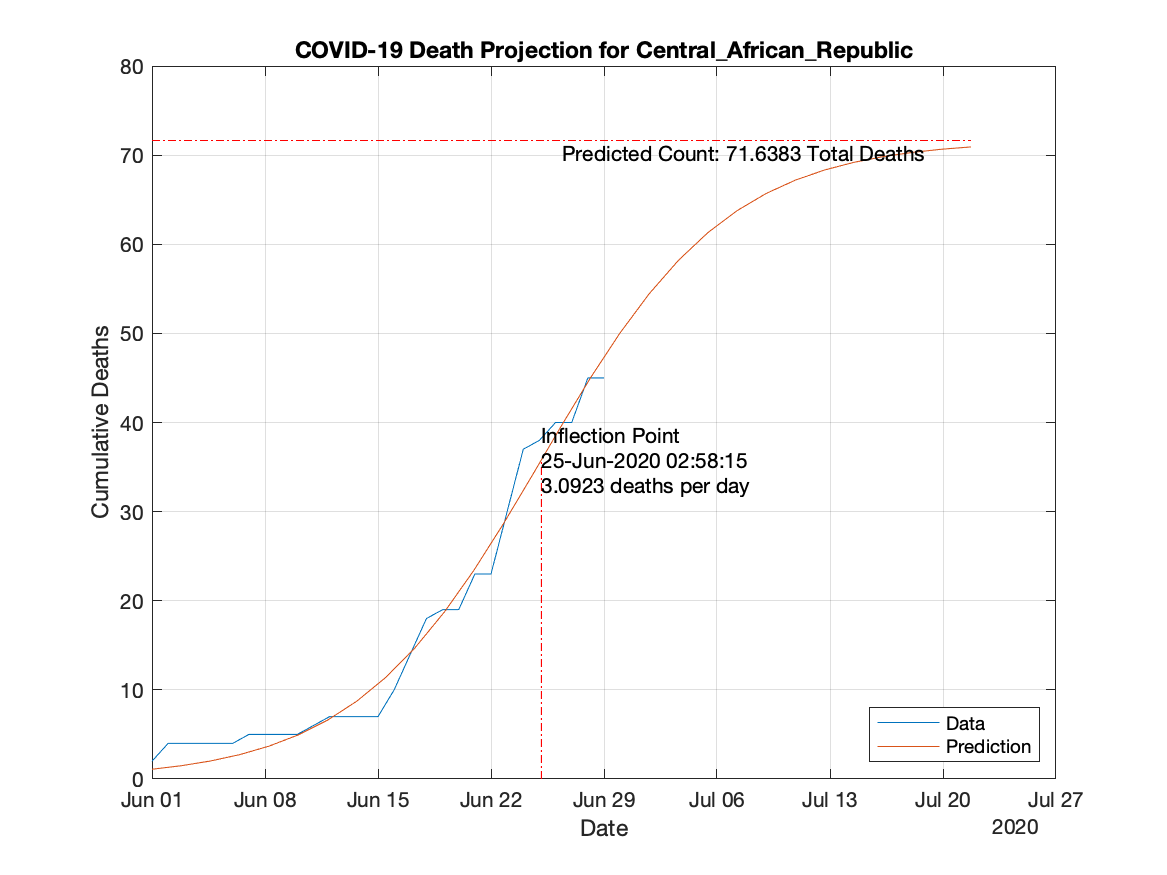 COVID-19 Death Projection for Central_African_Republic
80
70
60
50
40
30
20
10
0
Cumulative Deaths
Predicted Count: 71.6383 Total Deaths
Inflection Point
25-Jun-2020 02:58:15
3.0923 deaths per day
Data
Prediction
Jun 01 Jun 08 Jun 15 Jun 22 Jun 29 Jul 06 Jul 13 Jul 20 Jul 27
Date
2020